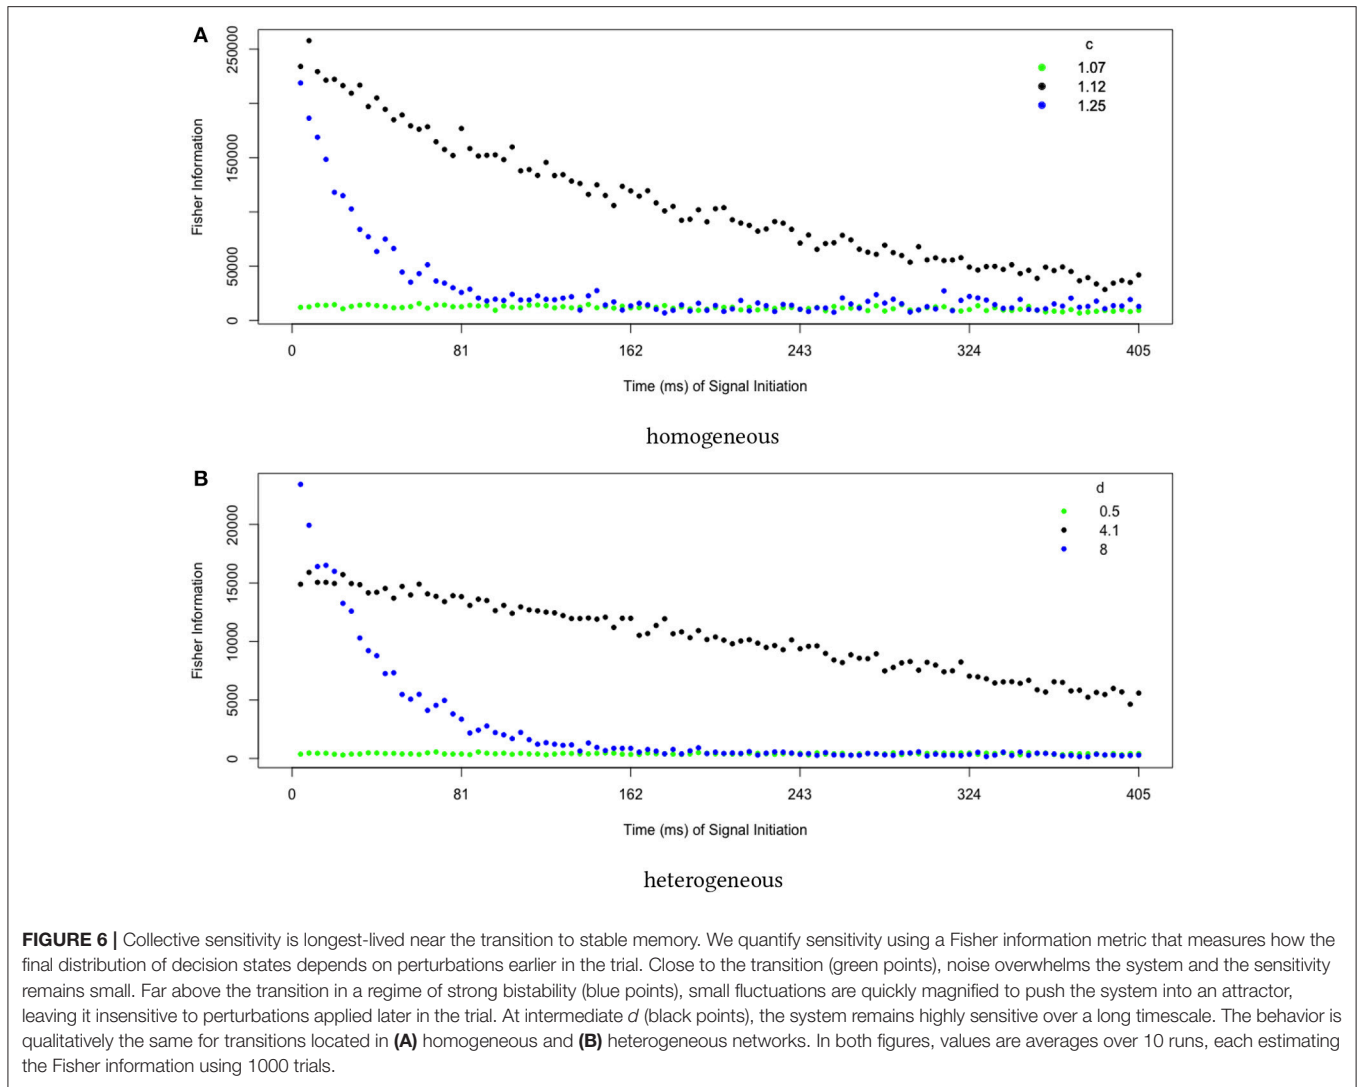 A
c
1.07
1.12
1.25
250000
150000
50000
0
Fisher Information
0 81 162 243 324 405
Time (ms) of Signal Initiation
homogeneous
B
d
0.5
4.1
8
20000
15000
10000
5000
0
Fisher Information
0 81 162 243 324 405
Time (ms) of Signal Initiation
heterogeneous
FIGURE 6 | Collective sensitivity is longest-lived near the transition to stable memory. We quantify sensitivity using a Fisher information metric that measures how the
final distribution of decision states depends on perturbations earlier in the trial. Close to the transition (green points), noise overwhelms the system and the sensitivity
remains small. Far above the transition in a regime of strong bistability (blue points), small fluctuations are quickly magnified to push the system into an attractor,
leaving it insensitive to perturbations applied later in the trial. At intermediate d (black points), the system remains highly sensitive over a long timescale. The behavior is
qualitatively the same for transitions located in (A) homogeneous and (B) heterogeneous networks. In both figures, values are averages over 10 runs, each estimating
the Fisher information using 1000 trials.